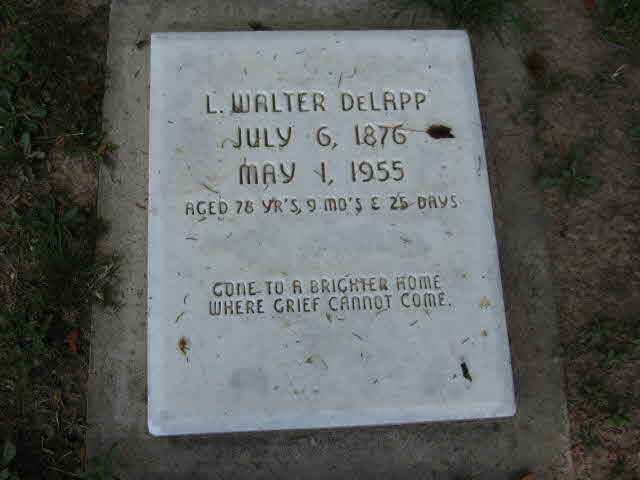 L. WALTER DeLAPP
JULY 6, 1876
MAY 1, 1955
AGED 78 YR'S, 9 MO'S & 25 DAYS
GONE TO A BRIGHTER HOME
WHERE GRIEF CANNOT COME.